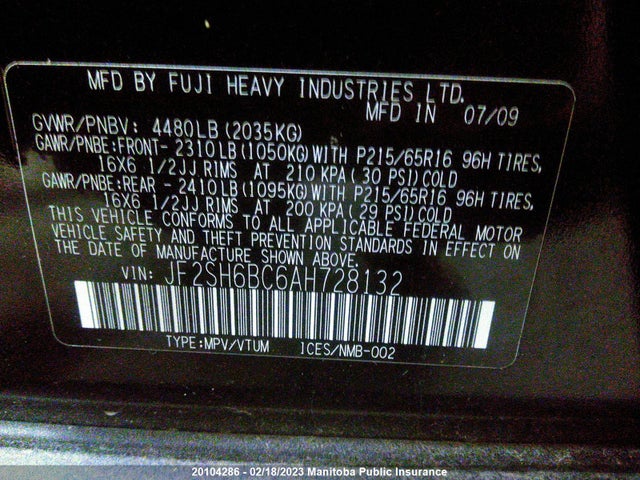 MFD BY FUJI HEAVY INDUSTRIES LTD.
MFD IN 07/09
GVWR/PNBV: 4480LB (2035KG)
GAWR/PNBE:FRONT- 2310LB (1050KG) WITH P215/65R16 96H TIRES,
16X6 1/2JJ RIMS AT 210 KPA (30 PSI) COLD
GAWR/PNBE:REAR - 2410LB (1095KG) WITH P215/65R16 96H TIRES,
16X6 1/2JJ RIMS AT 200 KPA (29 PSI) COLD
THIS VEHICLE CONFORMS TO ALL APPLICABLE FEDERAL MOTOR
VEHICLE SAFETY AND THEFT PREVENTION STANDARDS IN EFFECT ON
THE DATE OF MANUFACTURE SHOWN ABOVE.
VIN: JF2SH6BC6AH728132
TYPE:MPV/VTUM ICES/NMB-002
20104286 - 02/18/2023 Manitoba Public Insurance